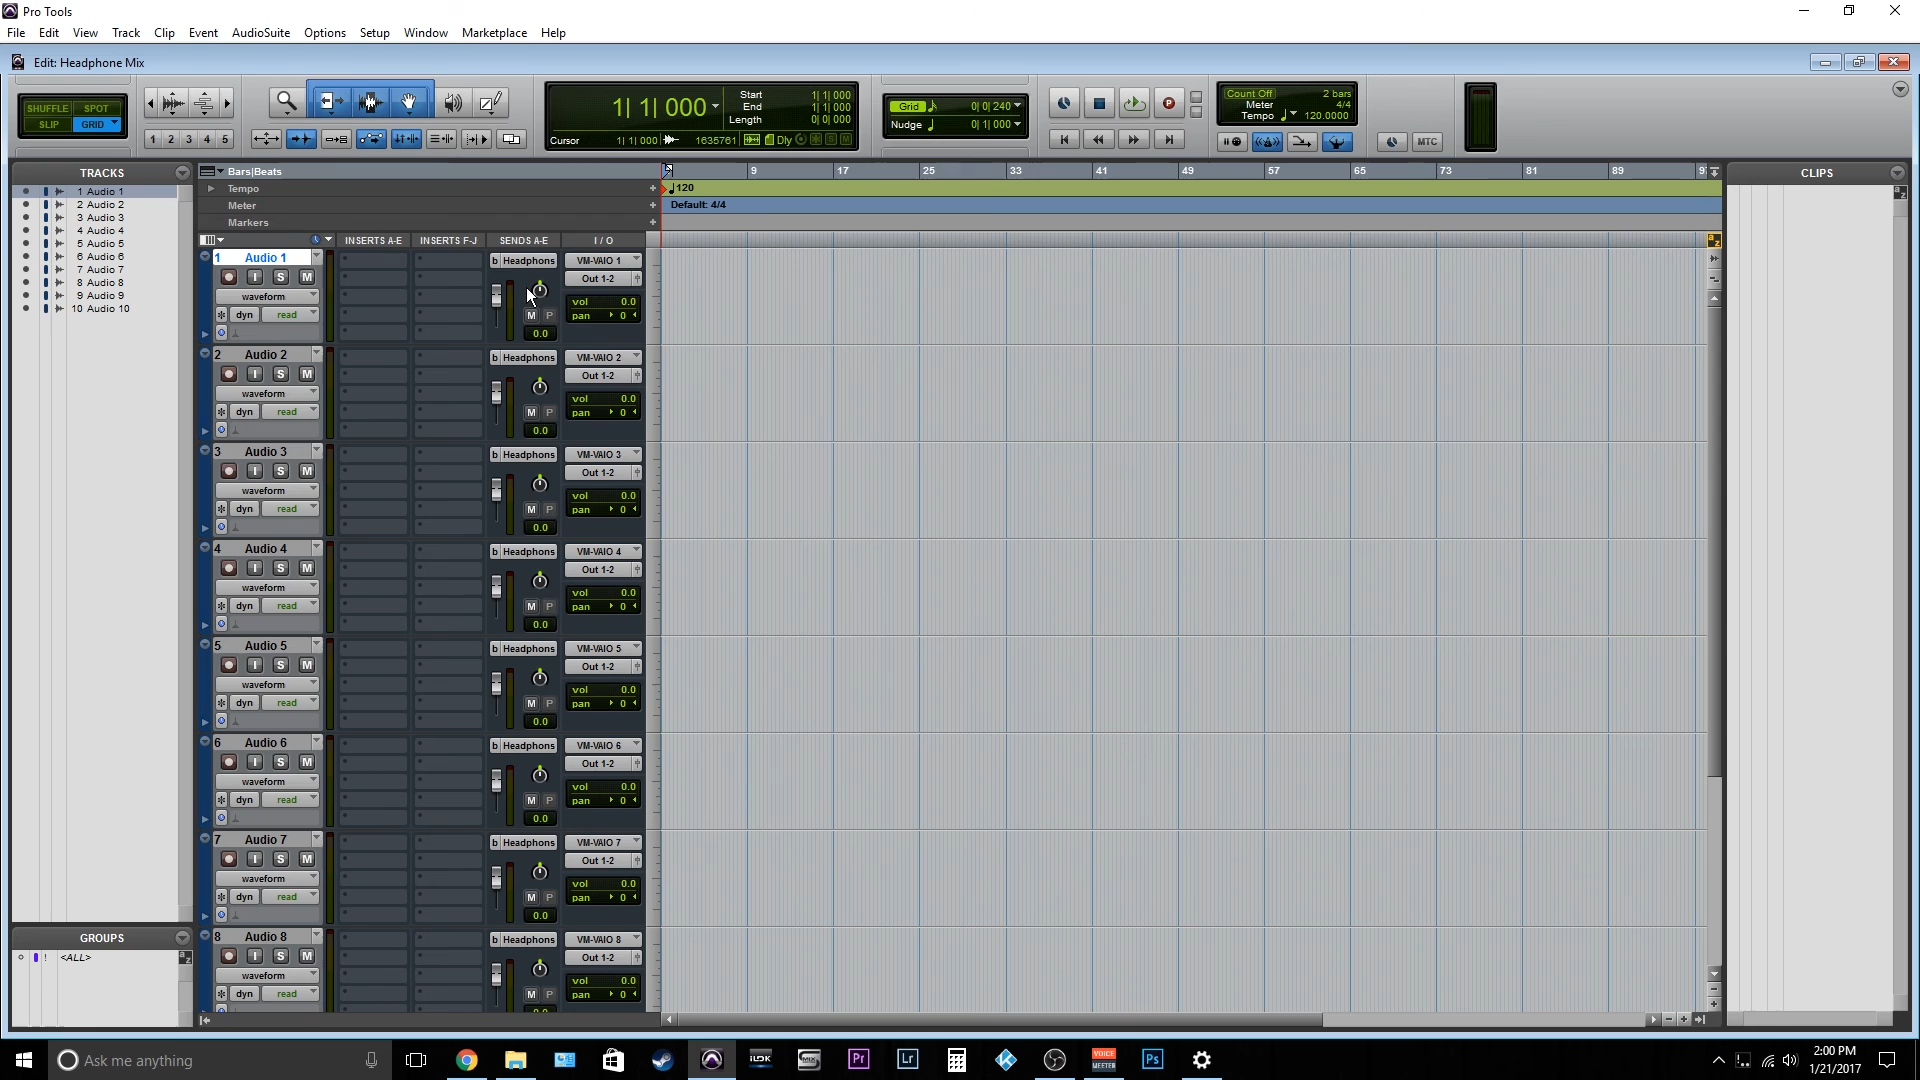 Pro Tools
File Edit View Track Clip Event AudioSuite Options Setup Window Marketplace Help
Edit: Headphone Mix
SHUFFLE SPOT
SLIP GRID
1 2 3 4 5
1| 1| 000
Start 1| 1| 000
End 1| 1| 000
Length 0| 0| 000
Cursor 1| 1| 000 1635761 Dly
Grid 0| 0| 240
Nudge 0| 1| 000
Count Off 2 bars
Meter 4/4
Tempo 120.0000
MTC
TRACKS
1 Audio 1
2 Audio 2
3 Audio 3
4 Audio 4
5 Audio 5
6 Audio 6
7 Audio 7
8 Audio 8
9 Audio 9
10 Audio 10
GROUPS
! <ALL>
Bars|Beats 9 17 25 33 41 49 57 65 73 81 89
Tempo + 120
Meter + Default: 4/4
Markers +
INSERTS A-E INSERTS F-J SENDS A-E I / O
1 Audio 1 b Headphons VM-VAIO 1
I S M Out 1-2
waveform vol 0.0
dyn read M P pan 0
0.0
2 Audio 2 b Headphons VM-VAIO 2
I S M Out 1-2
waveform vol 0.0
dyn read M P pan 0
0.0
3 Audio 3 b Headphons VM-VAIO 3
I S M Out 1-2
waveform vol 0.0
dyn read M P pan 0
0.0
4 Audio 4 b Headphons VM-VAIO 4
I S M Out 1-2
waveform vol 0.0
dyn read M P pan 0
0.0
5 Audio 5 b Headphons VM-VAIO 5
I S M Out 1-2
waveform vol 0.0
dyn read M P pan 0
0.0
6 Audio 6 b Headphons VM-VAIO 6
I S M Out 1-2
waveform vol 0.0
dyn read M P pan 0
0.0
7 Audio 7 b Headphons VM-VAIO 7
I S M Out 1-2
waveform vol 0.0
dyn read M P pan 0
0.0
8 Audio 8 b Headphons VM-VAIO 8
I S M Out 1-2
waveform vol 0.0
dyn read M P pan 0
CLIPS
Ask me anything
Pr
Lr
VOICE
MEETER
Ps
2:00 PM
1/21/2017